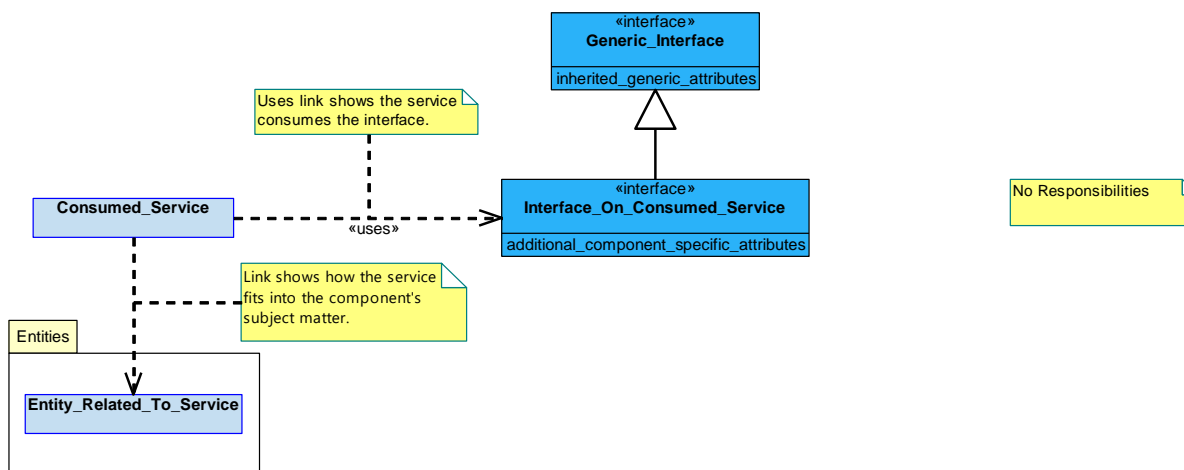 «interface»
Generic_Interface
inherited_generic_attributes
Uses link shows the service
consumes the interface.
«interface»
Interface_On_Consumed_Service
additional_component_specific_attributes
No Responsibilities
Consumed_Service
«uses»
Link shows how the service
fits into the component's
subject matter.
Entities
Entity_Related_To_Service